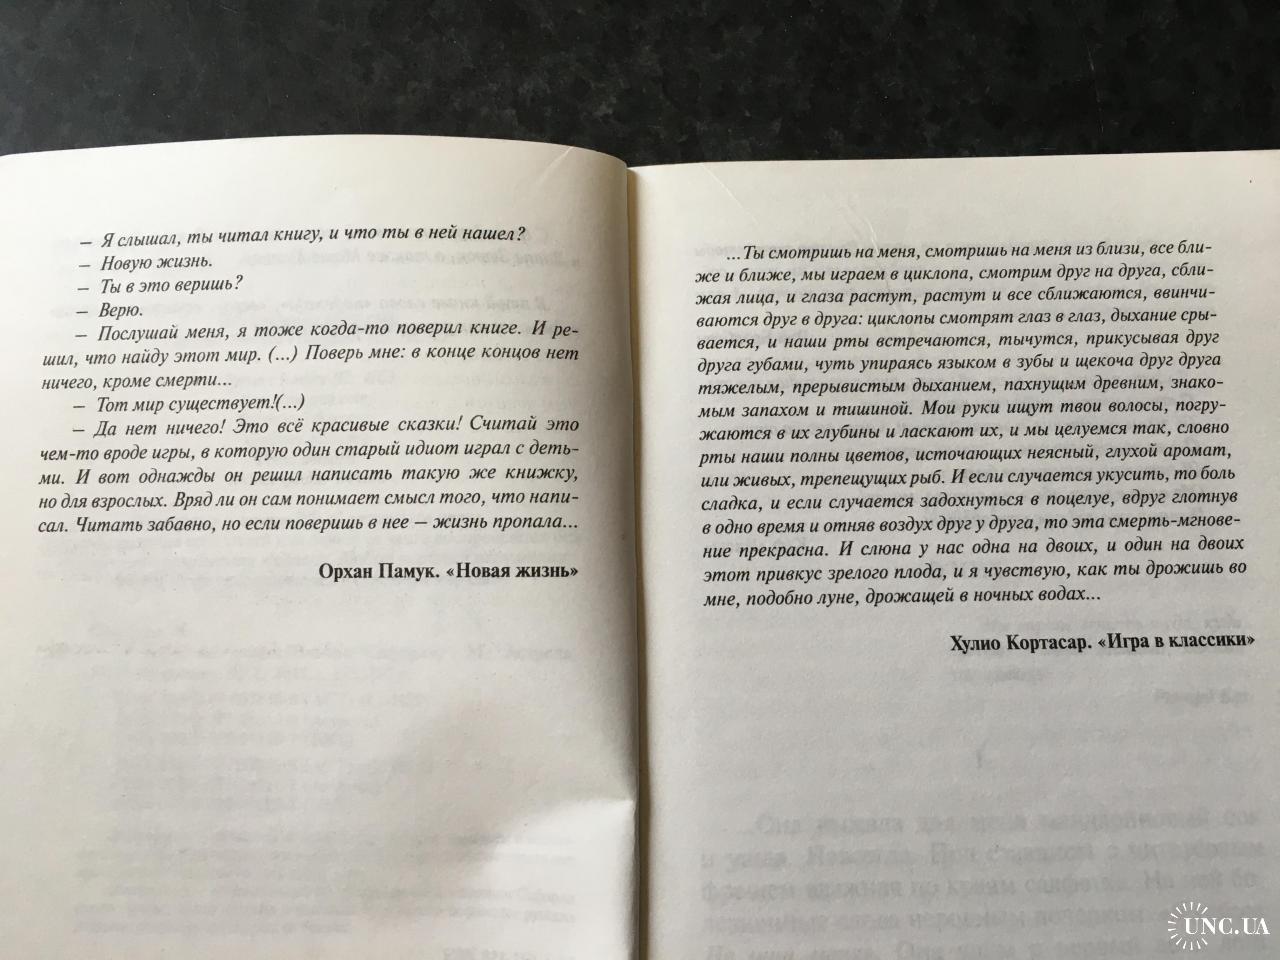 — Я слышал, ты читал книгу, и что ты в ней нашел?
— Новую жизнь.
— Ты в это веришь?
— Верю.
— Послушай меня, я тоже когда-то поверил книге. И ре-
шил, что найду этот мир. (...) Поверь мне: в конце концов нет
ничего, кроме смерти...
— Тот мир существует!(...)
— Да нет ничего! Это всё красивые сказки! Считай это
чем-то вроде игры, в которую один старый идиот играл с деть-
ми. И вот однажды он решил написать такую же книжку,
но для взрослых. Вряд ли он сам понимает смысл того, что напи-
сал. Читать забавно, но если поверишь в нее — жизнь пропала...
Орхан Памук. «Новая жизнь»
...Ты смотришь на меня, смотришь на меня из близи, все бли-
же и ближе, мы играем в циклопа, смотрим друг на друга, сбли-
жая лица, и глаза растут, растут и все сближаются, ввинчи-
ваются друг в друга: циклопы смотрят глаз в глаз, дыхание сры-
вается, и наши рты встречаются, тычутся, прикусывая друг
друга губами, чуть упираясь языком в зубы и щекоча друг друга
тяжелым, прерывистым дыханием, пахнущим древним, знако-
мым запахом и тишиной. Мои руки ищут твои волосы, погру-
жаются в их глубины и ласкают их, и мы целуемся так, словно
рты наши полны цветов, источающих неясный, глухой аромат,
или живых, трепещущих рыб. И если случается укусить, то боль
сладка, и если случается задохнуться в поцелуе, вдруг глотнув
в одно время и отняв воздух друг у друга, то эта смерть-мгнове-
ние прекрасна. И слюна у нас одна на двоих, и один на двоих
этот привкус зрелого плода, и я чувствую, как ты дрожишь во
мне, подобно луне, дрожащей в ночных водах...
Хулио Кортасар. «Игра в классики»
UNC.UA